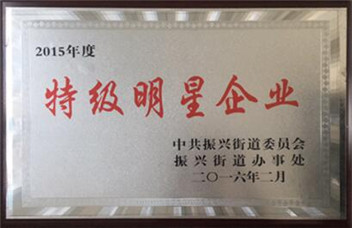 2015年度
特级明星企业
中共振兴街道委员会
振兴街道办事处
二〇一六年二月